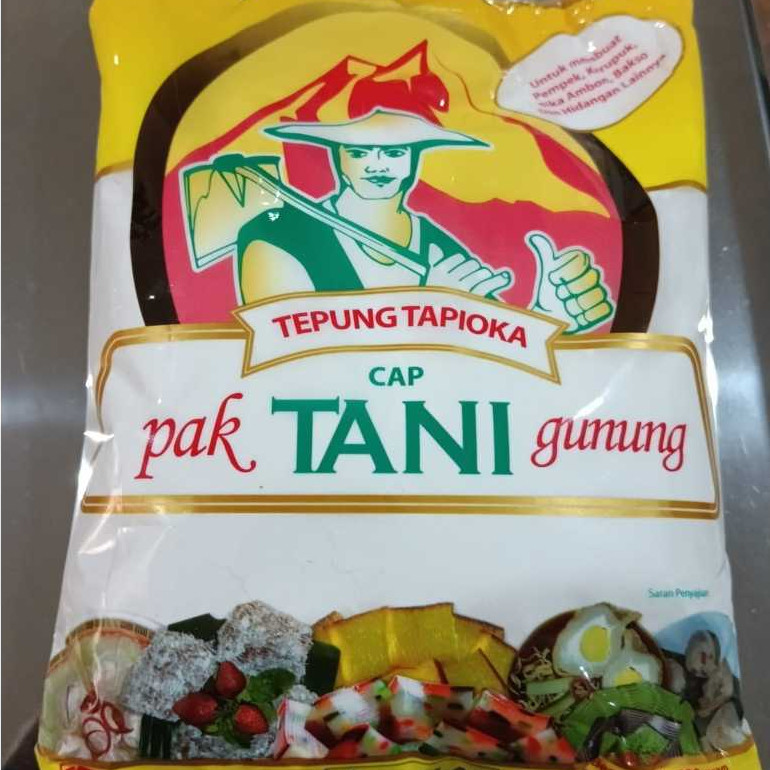 Untuk membuat
Pempek, Kerupuk,
Bika Ambon, Bakso
dan Hidangan Lainnya
TEPUNG TAPIOKA
CAP
pak TANI gunung
Saran Penyajian